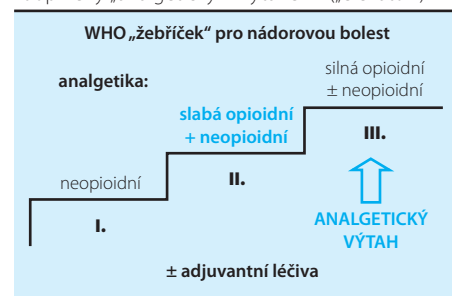 WHO „žebříček“ pro nádorovou bolest
analgetika:
silná opioidní
± neopioidní
slabá opioidní
+ neopioidní
III.
neopioidní
II.
I.
ANALGETICKÝ
VÝTAH
± adjuvantní léčiva